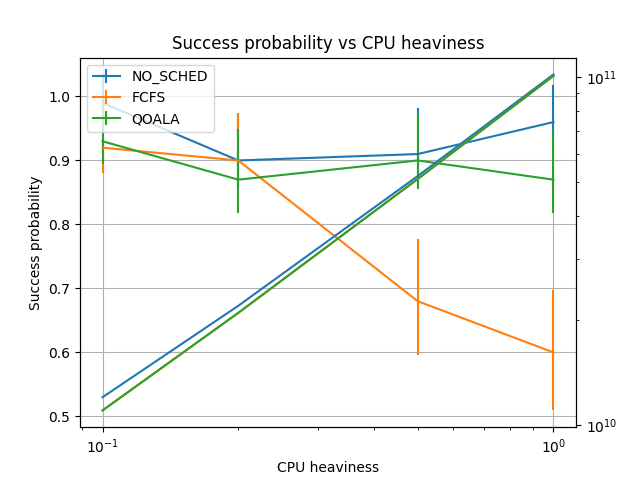 Success probability vs CPU heaviness
NO_SCHED
FCFS
QOALA
Success probability
1.0
0.9
0.8
0.7
0.6
0.5
10¹¹
10¹⁰
10⁻¹
10⁰
CPU heaviness